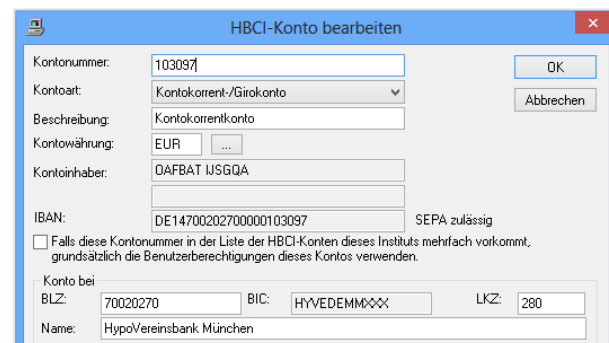 HBCI-Konto bearbeiten
Kontonummer: 103097 OK
Kontoart: Kontokorrent-/Girokonto Abbrechen
Beschreibung: Kontokorrentkonto
Kontowährung: EUR ...
Kontoinhaber: OAFBAT IJSGQA
IBAN: DE14700202700000103097 SEPA zulässig
Falls diese Kontonummer in der Liste der HBCI-Konten dieses Instituts mehrfach vorkommt,
grundsätzlich die Benutzerberechtigungen dieses Kontos verwenden.
Konto bei
BLZ: 70020270 BIC: HYVEDEMMXXX LKZ: 280
Name: HypoVereinsbank München